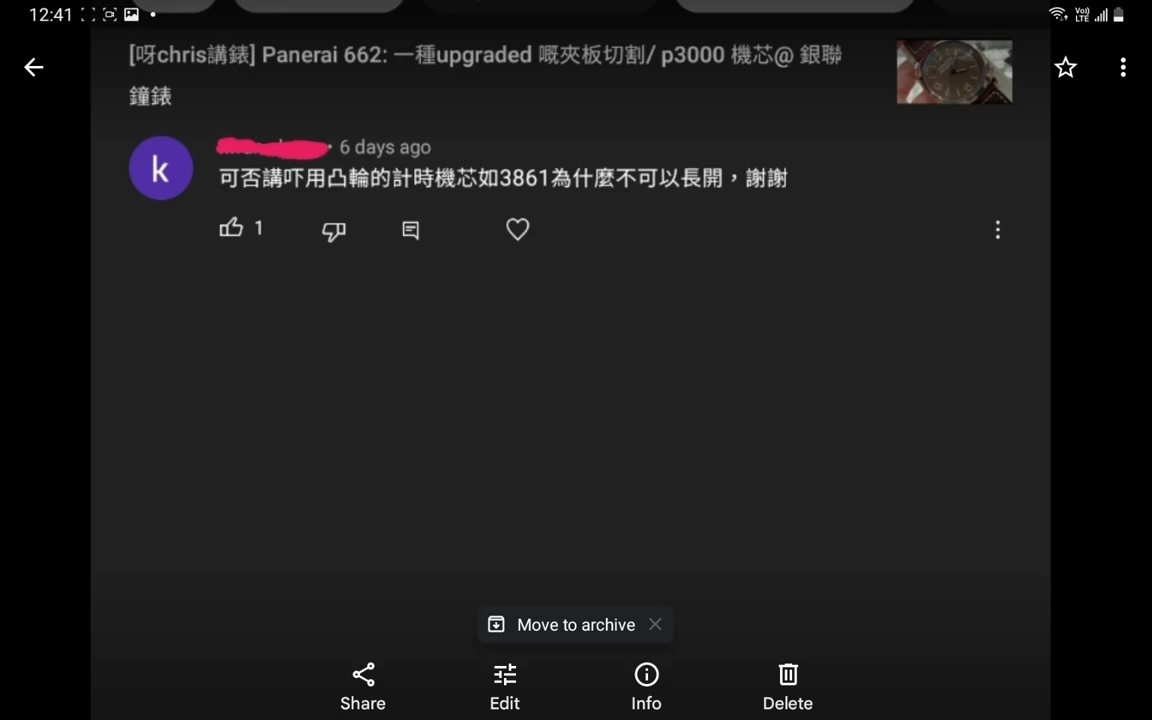 12:41
Vo) LTE
[呀chris講錶] Panerai 662: 一種upgraded 嘅夾板切割/ p3000 機芯@ 銀聯
鐘錶
k
• 6 days ago
可否講吓用凸輪的計時機芯如3861為什麼不可以長開，謝謝
1
Move to archive
Share Edit Info Delete